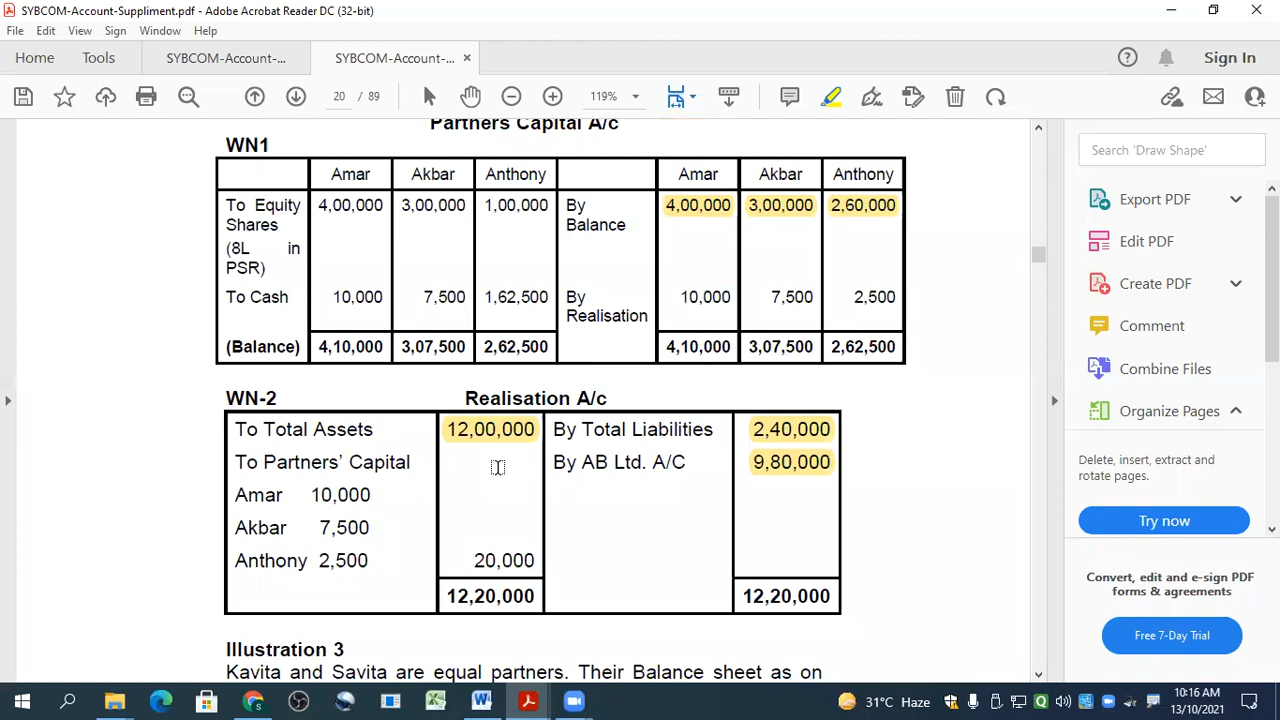 SYBCOM-Account-Suppliment.pdf - Adobe Acrobat Reader DC (32-bit)
File Edit View Sign Window Help
Home Tools SYBCOM-Account-... SYBCOM-Account-... × Sign In
20 / 89 119%
Partners Capital A/c
WN1
Amar Akbar Anthony Amar Akbar Anthony
To Equity 4,00,000 3,00,000 1,00,000 By 4,00,000 3,00,000 2,60,000
Shares Balance
(8L in
PSR)
To Cash 10,000 7,500 1,62,500 By 10,000 7,500 2,500
Realisation
(Balance) 4,10,000 3,07,500 2,62,500 4,10,000 3,07,500 2,62,500
WN-2 Realisation A/c
To Total Assets 12,00,000 By Total Liabilities 2,40,000
To Partners' Capital By AB Ltd. A/C 9,80,000
Amar 10,000
Akbar 7,500
Anthony 2,500 20,000
12,20,000 12,20,000
Illustration 3
Kavita and Savita are equal partners. Their Balance sheet as on
Search 'Draw Shape'
Export PDF
Edit PDF
Create PDF
Comment
Combine Files
Organize Pages
Delete, insert, extract and
rotate pages.
Try now
Convert, edit and e-sign PDF
forms & agreements
Free 7-Day Trial
31°C Haze
10:16 AM
13/10/2021